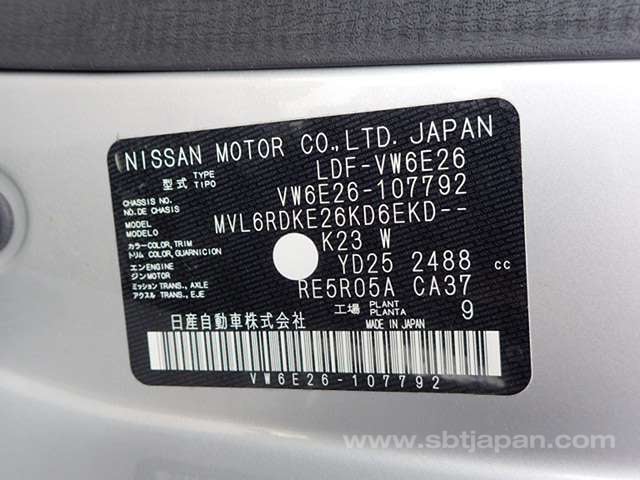 NISSAN MOTOR CO.,LTD. JAPAN
型式 TYPE TIPO LDF-VW6E26
CHASSIS NO. NO. DE CHASIS VW6E26-107792
MODEL MODELO MVL6RDKE26KD6EKD--
カラー COLOR, TRIM トリム COLOR, GUARNICION K23 W
エンジン ENGINE MOTOR YD25 2488 cc
ミッション TRANS., AXLE アクスル TRANS., EJE RE5R05A CA37
工場 PLANT PLANTA 9
日産自動車株式会社 MADE IN JAPAN
VW6E26-107792
www.sbtjapan.com